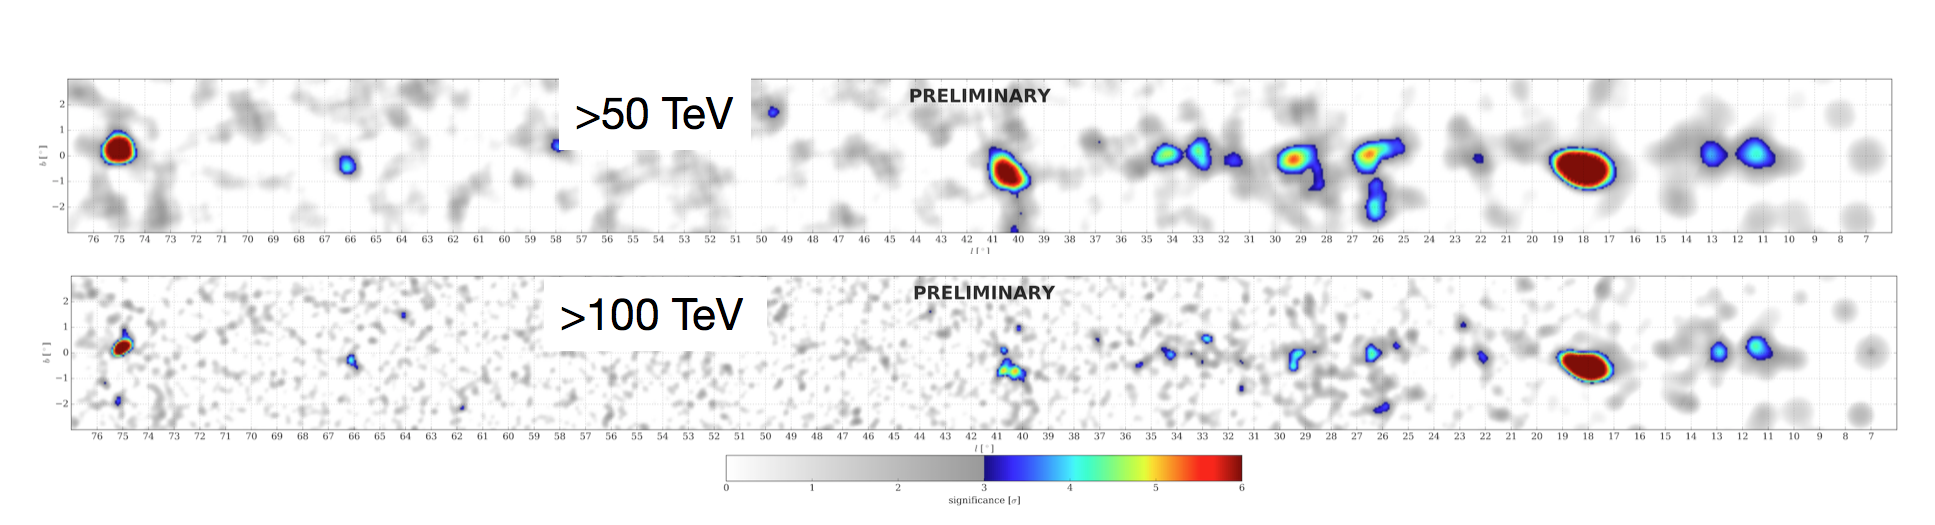 >50 TeV
PRELIMINARY
2
1
0
−1
−2
b [°]
76 75 74 73 72 71 70 69 68 67 66 65 64 63 62 61 60 59 58 57 56 55 54 53 52 51 50 49 48 47 46 45 44 43 42 41 40 39 38 37 36 35 34 33 32 31 30 29 28 27 26 25 24 23 22 21 20 19 18 17 16 15 14 13 12 11 10 9 8 7
l [°]
>100 TeV
PRELIMINARY
2
1
0
−1
−2
b [°]
76 75 74 73 72 71 70 69 68 67 66 65 64 63 62 61 60 59 58 57 56 55 54 53 52 51 50 49 48 47 46 45 44 43 42 41 40 39 38 37 36 35 34 33 32 31 30 29 28 27 26 25 24 23 22 21 20 19 18 17 16 15 14 13 12 11 10 9 8 7
l [°]
0 1 2 3 4 5 6
significance [σ]